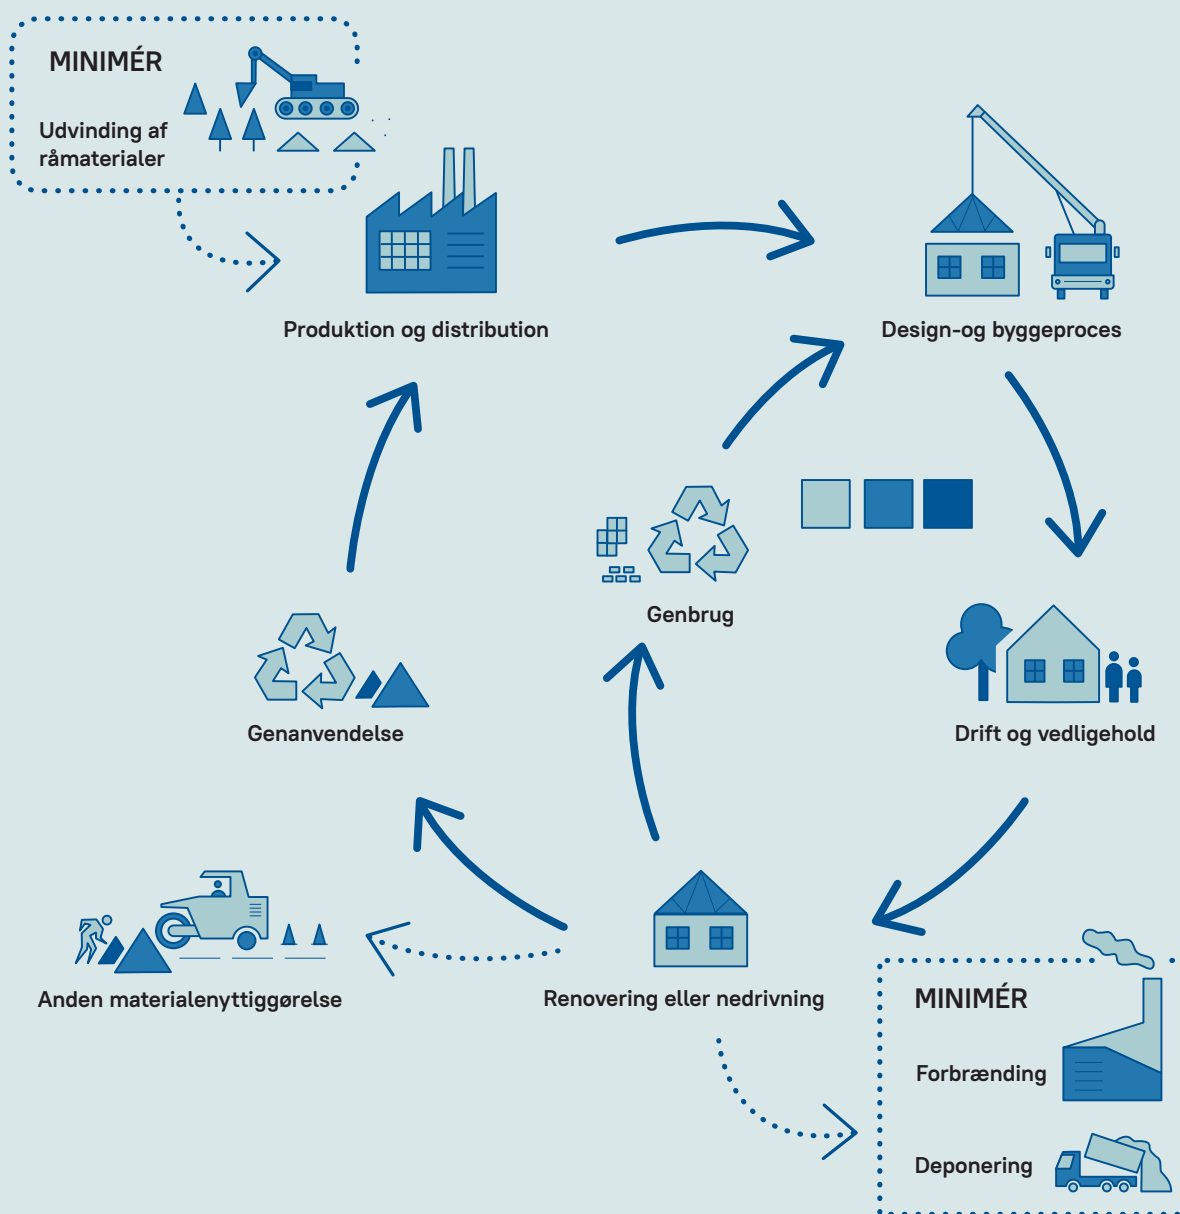 MINIMÉR
Udvinding af
råmaterialer
Produktion og distribution
Design-og byggeproces
Genbrug
Genanvendelse
Drift og vedligehold
Anden materialenyttiggørelse
Renovering eller nedrivning
MINIMÉR
Forbrænding
Deponering